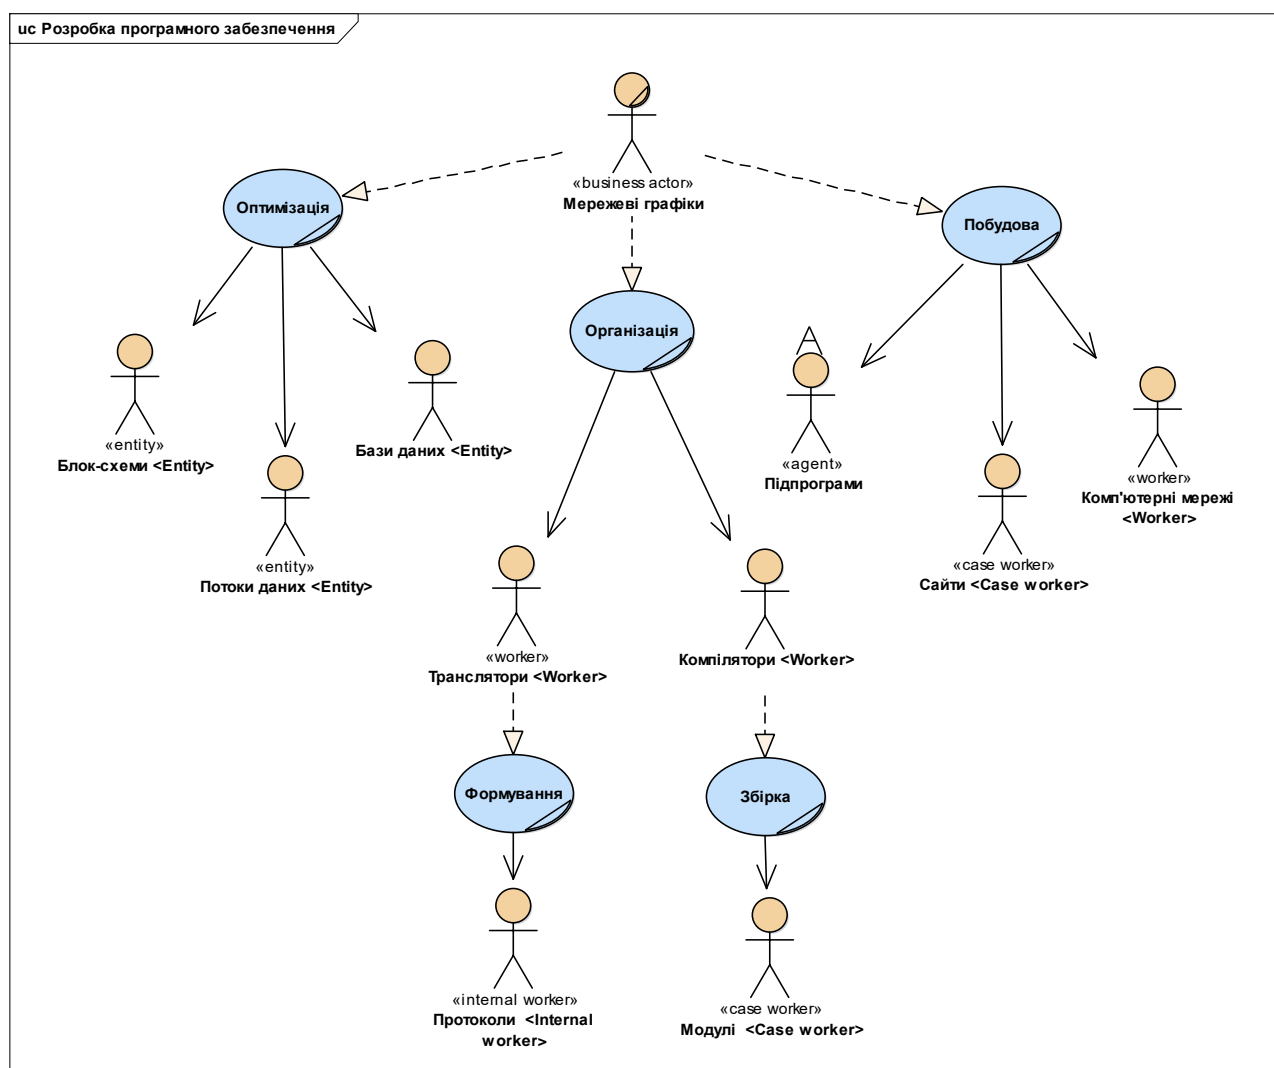 uc Розробка програмного забезпечення
«business actor»
Мережеві графіки
Оптимізація
Побудова
Організація
«entity»
Блок-схеми <Entity>
Бази даних <Entity>
«entity»
Потоки даних <Entity>
«agent»
Підпрограми
«worker»
Комп'ютерні мережі
<Worker>
«case worker»
Сайти <Case worker>
«worker»
Транслятори <Worker>
Компілятори <Worker>
Формування
Збірка
«internal worker»
Протоколи <Internal
worker>
«case worker»
Модулі <Case worker>